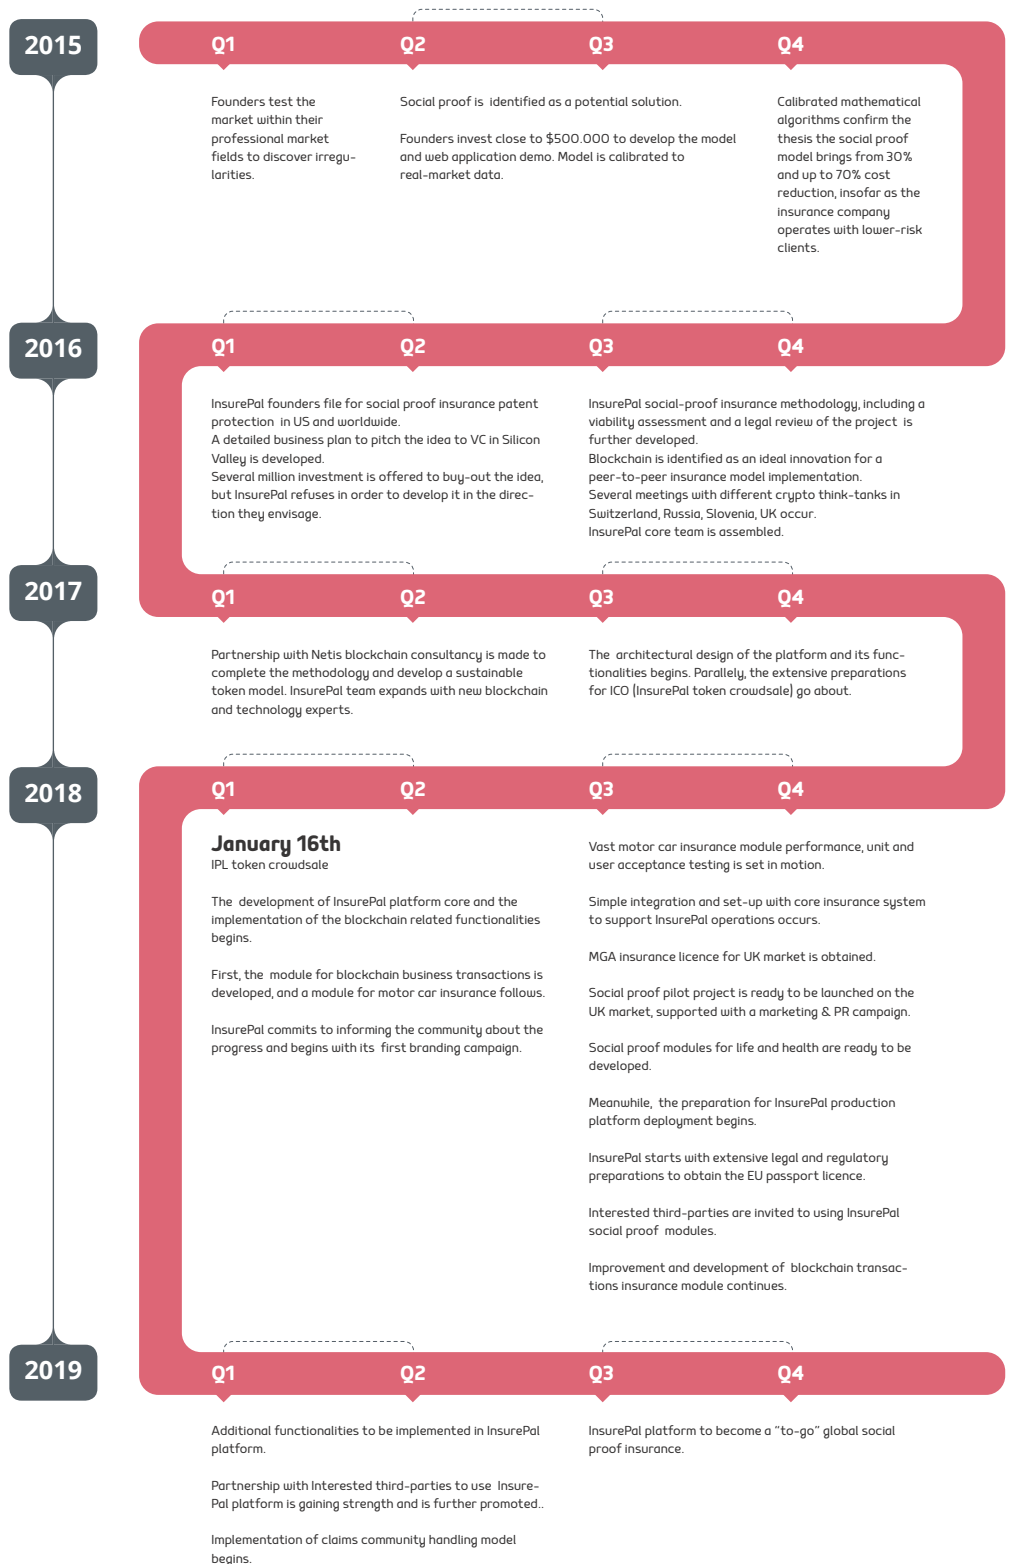 2015
Q1
Q2
Q3
Q4
Founders test the
market within their
professional market
fields to discover irregu-
larities.
Social proof is identified as a potential solution.
Founders invest close to $500.000 to develop the model
and web application demo. Model is calibrated to
real-market data.
Calibrated mathematical
algorithms confirm the
thesis the social proof
model brings from 30%
and up to 70% cost
reduction, insofar as the
insurance company
operates with lower-risk
clients.
2016
Q1
Q2
Q3
Q4
InsurePal founders file for social proof insurance patent
protection in US and worldwide.
A detailed business plan to pitch the idea to VC in Silicon
Valley is developed.
Several million investment is offered to buy-out the idea,
but InsurePal refuses in order to develop it in the direc-
tion they envisage.
InsurePal social-proof insurance methodology, including a
viability assessment and a legal review of the project is
further developed.
Blockchain is identified as an ideal innovation for a
peer-to-peer insurance model implementation.
Several meetings with different crypto think-tanks in
Switzerland, Russia, Slovenia, UK occur.
InsurePal core team is assembled.
2017
Q1
Q2
Q3
Q4
Partnership with Netis blockchain consultancy is made to
complete the methodology and develop a sustainable
token model. InsurePal team expands with new blockchain
and technology experts.
The architectural design of the platform and its func-
tionalities begins. Parallely, the extensive preparations
for ICO (InsurePal token crowdsale) go about.
2018
Q1
Q2
Q3
Q4
January 16th
IPL token crowdsale
The development of InsurePal platform core and the
implementation of the blockchain related functionalities
begins.
First, the module for blockchain business transactions is
developed, and a module for motor car insurance follows.
InsurePal commits to informing the community about the
progress and begins with its first branding campaign.
Vast motor car insurance module performance, unit and
user acceptance testing is set in motion.
Simple integration and set-up with core insurance system
to support InsurePal operations occurs.
MGA insurance licence for UK market is obtained.
Social proof pilot project is ready to be launched on the
UK market, supported with a marketing & PR campaign.
Social proof modules for life and health are ready to be
developed.
Meanwhile, the preparation for InsurePal production
platform deployment begins.
InsurePal starts with extensive legal and regulatory
preparations to obtain the EU passport licence.
Interested third-parties are invited to using InsurePal
social proof modules.
Improvement and development of blockchain transac-
tions insurance module continues.
2019
Q1
Q2
Q3
Q4
Additional functionalities to be implemented in InsurePal
platform.
Partnership with Interested third-parties to use Insure-
Pal platform is gaining strength and is further promoted..
Implementation of claims community handling model
begins.
InsurePal platform to become a "to-go" global social
proof insurance.